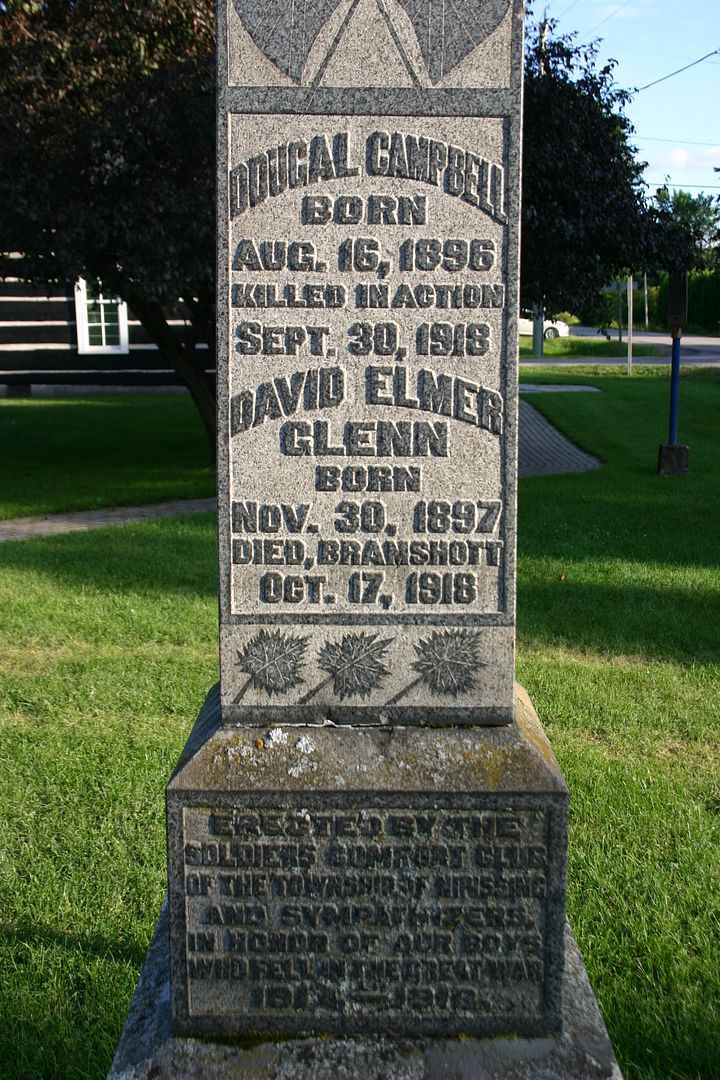 DOUGAL CAMPBELL
BORN
AUG. 16, 1896
KILLED IN ACTION
SEPT. 30, 1918
DAVID ELMER
GLENN
BORN
NOV. 30. 1897
DIED, BRAMSHOTT
OCT. 17, 1918
ERECTED BY THE
SOLDIERS COMFORT CLUB
OF THE TOWNSHIP OF NIPISSING
AND SYMPATHIZERS.
IN HONOR OF OUR BOYS
WHO FELL IN THE GREAT WAR
1914 — 1918.